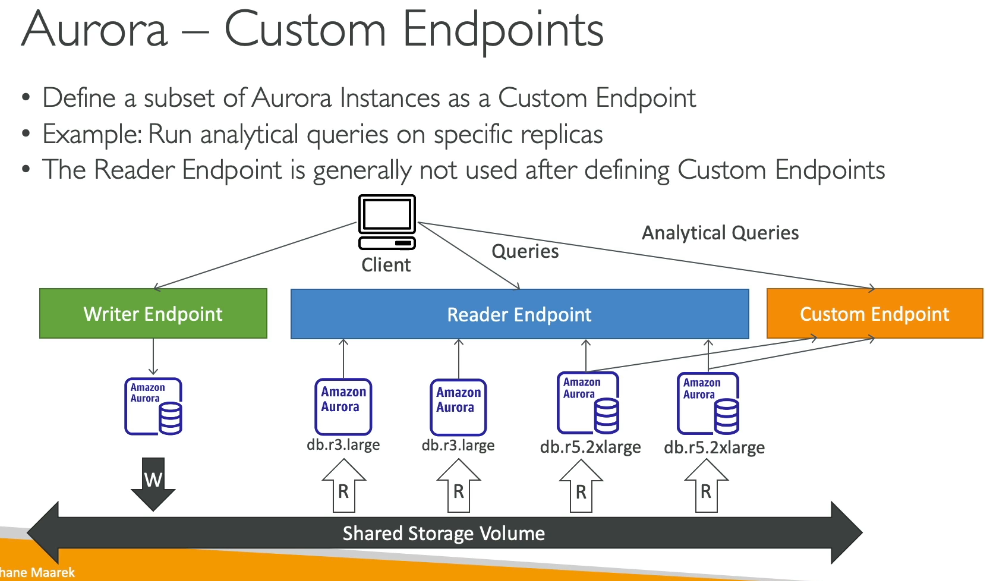 Aurora – Custom Endpoints
• Define a subset of Aurora Instances as a Custom Endpoint
• Example: Run analytical queries on specific replicas
• The Reader Endpoint is generally not used after defining Custom Endpoints
Client
Queries
Analytical Queries
Writer Endpoint
Reader Endpoint
Custom Endpoint
Amazon
Aurora
Amazon
Aurora
Amazon
Aurora
Amazon
Aurora
Amazon
Aurora
db.r3.large
db.r3.large
db.r5.2xlarge
db.r5.2xlarge
W
R
R
R
R
Shared Storage Volume
hane Maarek